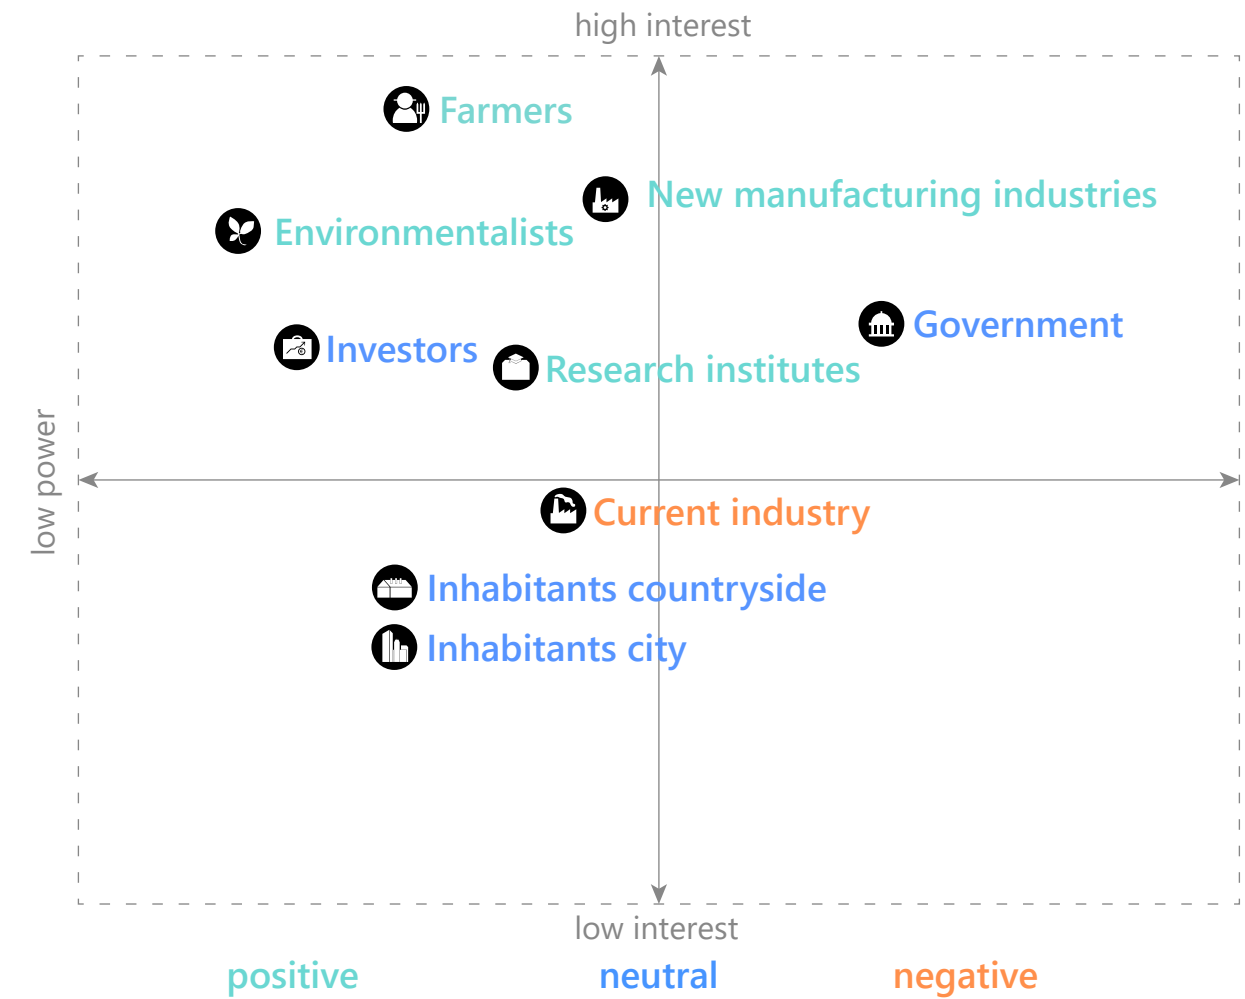 high interest
Farmers
New manufacturing industries
Environmentalists
Government
Investors
Research institutes
low power
Current industry
Inhabitants countryside
Inhabitants city
low interest
positive
neutral
negative